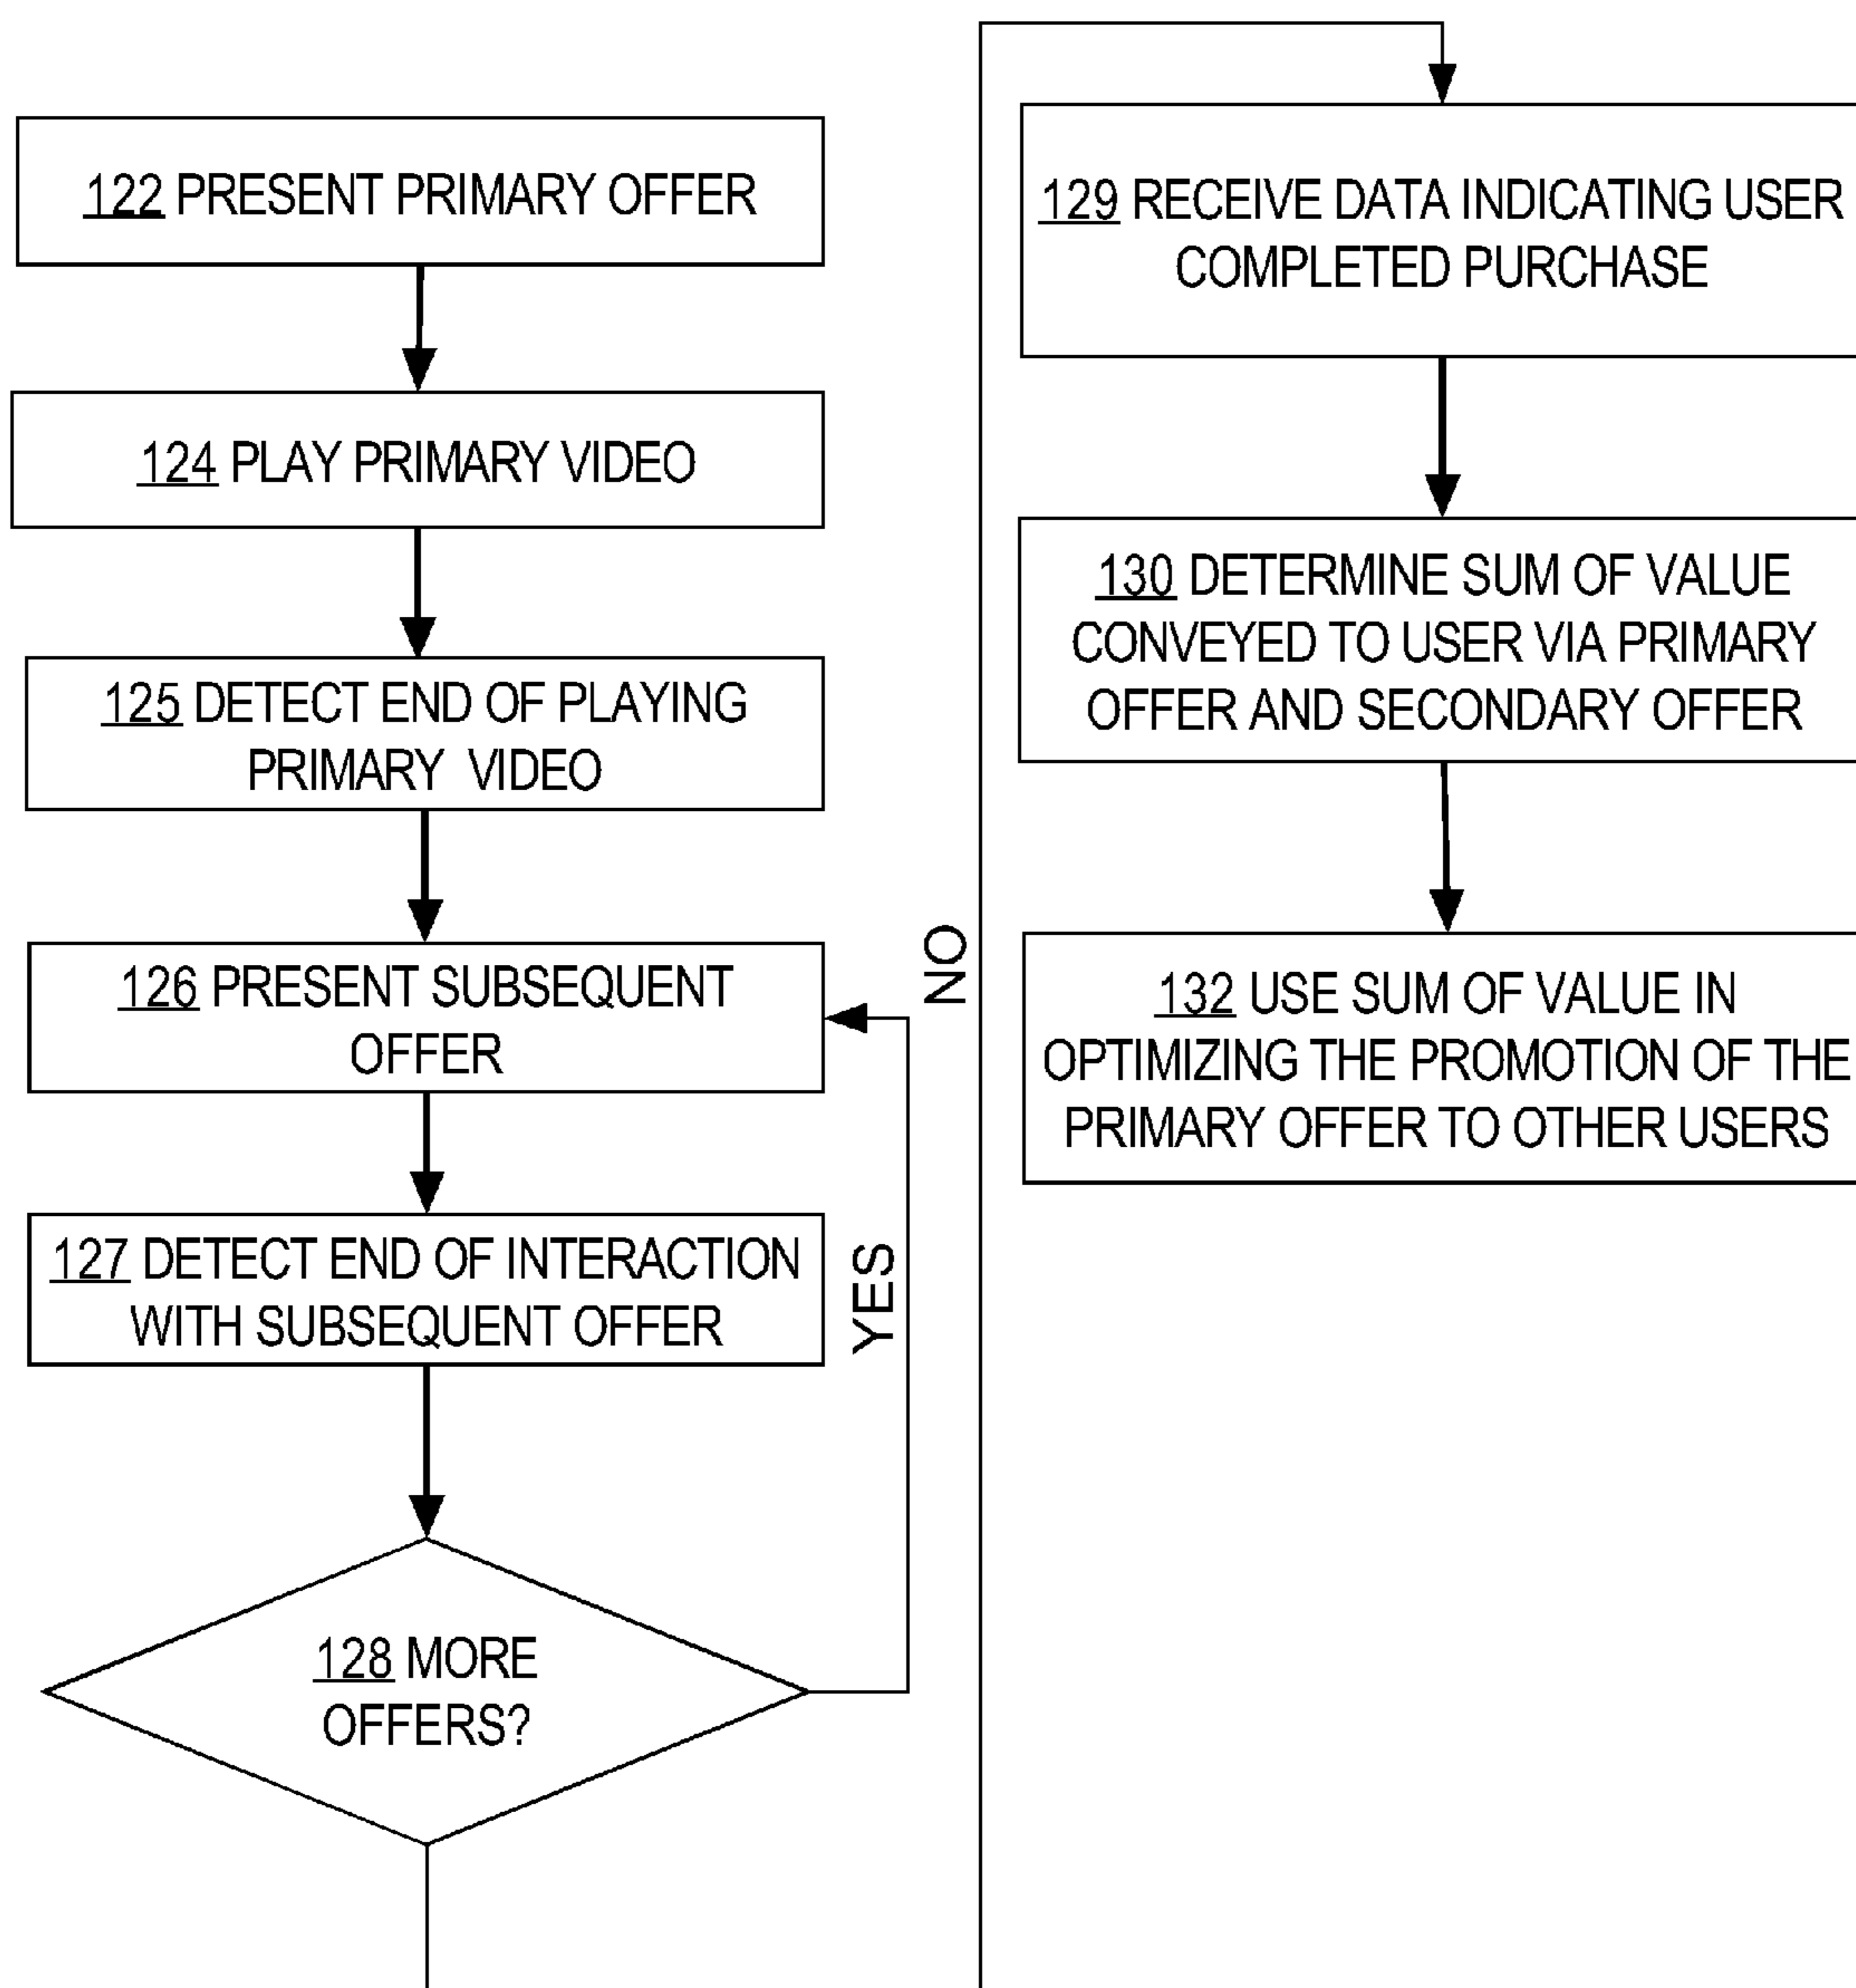 122 PRESENT PRIMARY OFFER
124 PLAY PRIMARY VIDEO
125 DETECT END OF PLAYING
PRIMARY VIDEO
126 PRESENT SUBSEQUENT
OFFER
127 DETECT END OF INTERACTION
WITH SUBSEQUENT OFFER
128 MORE
OFFERS?
YES
NO
129 RECEIVE DATA INDICATING USER
COMPLETED PURCHASE
130 DETERMINE SUM OF VALUE
CONVEYED TO USER VIA PRIMARY
OFFER AND SECONDARY OFFER
132 USE SUM OF VALUE IN
OPTIMIZING THE PROMOTION OF THE
PRIMARY OFFER TO OTHER USERS